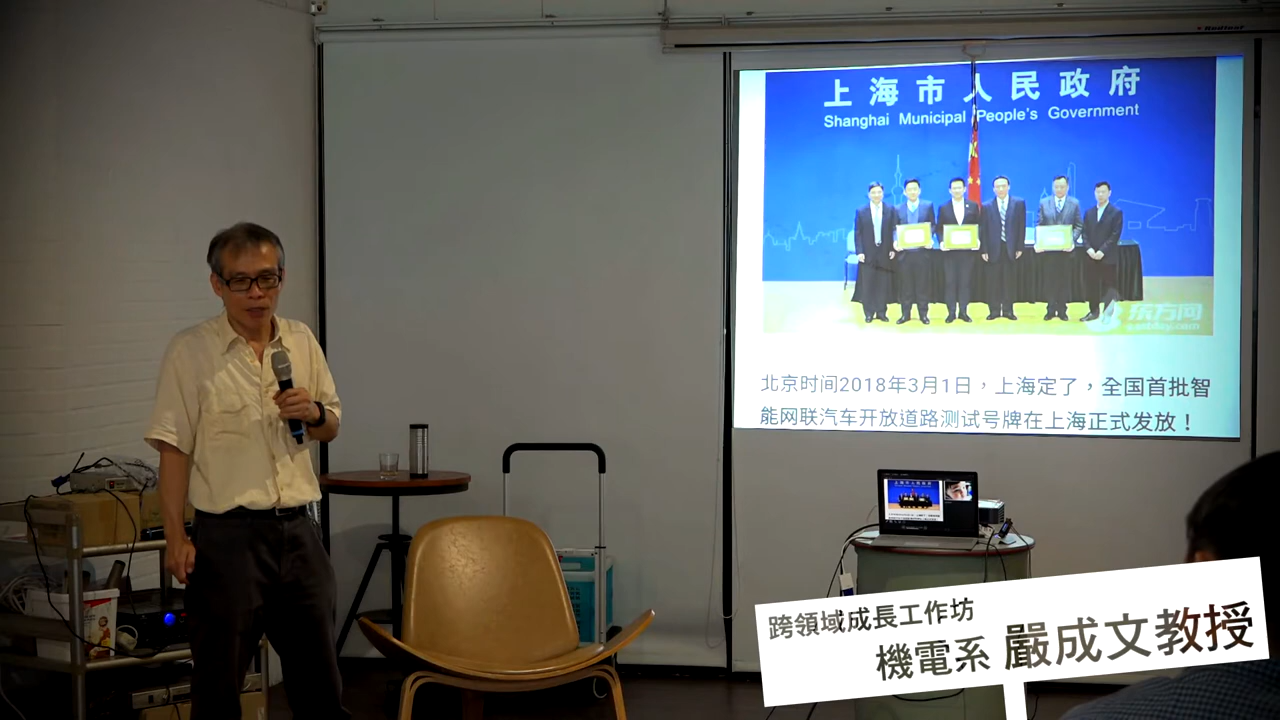 上海市人民政府
Shanghai Municipal People's Government
东方网
北京时间2018年3月1日，上海定了，全国首批智
能网联汽车开放道路测试号牌在上海正式发放！
跨領域成長工作坊
機電系 嚴成文教授